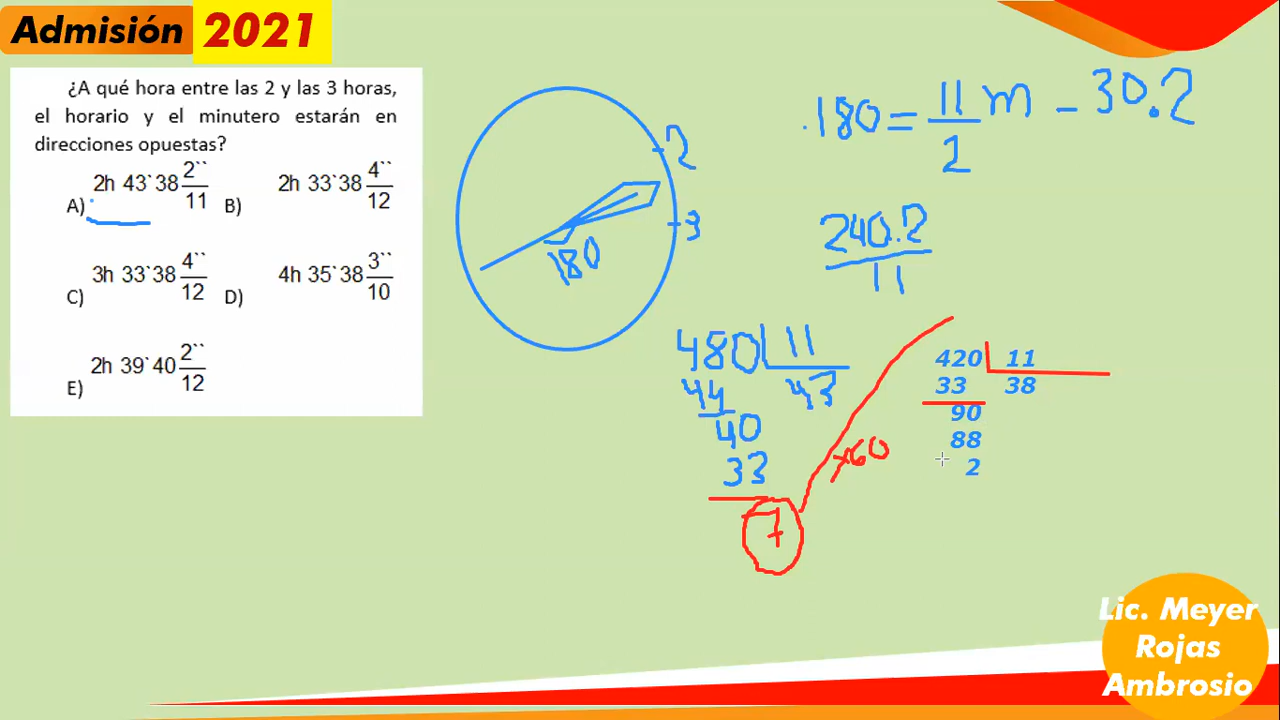 Admisión 2021
¿A qué hora entre las 2 y las 3 horas,
el horario y el minutero estarán en
direcciones opuestas?
A) 2h 43`38 2``/11
B) 2h 33`38 4``/12
C) 3h 33`38 4``/12
D) 4h 35`38 3``/10
E) 2h 39`40 2``/12
2
3
180
.180 = 11/2 m - 30.2
240.2
11
480 11
44 43
40
33
7
×60
420 11
33 38
90
88
2
Lic. Meyer
Rojas
Ambrosio